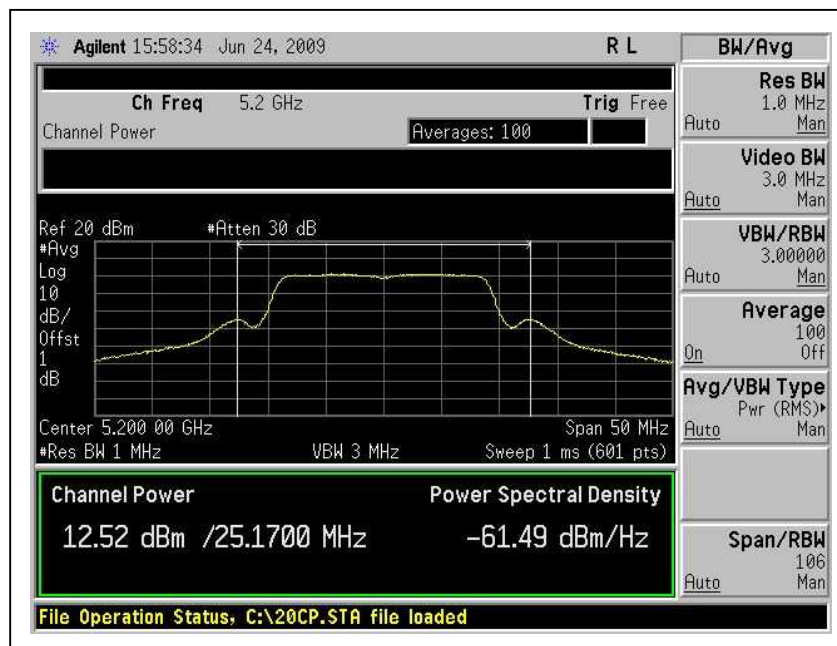 Agilent 15:58:34 Jun 24, 2009 R L
Ch Freq 5.2 GHz Trig Free
Channel Power Averages: 100
Ref 20 dBm #Atten 30 dB
#Avg
Log
10
dB/
Offst
1
dB
Center 5.200 00 GHz Span 50 MHz
#Res BW 1 MHz VBW 3 MHz Sweep 1 ms (601 pts)
Channel Power Power Spectral Density
12.52 dBm /25.1700 MHz -61.49 dBm/Hz
File Operation Status, C:\20CP.STA file loaded
BW/Avg
Res BW
1.0 MHz
Auto Man
Video BW
3.0 MHz
Auto Man
VBW/RBW
3.00000
Auto Man
Average
100
On Off
Avg/VBW Type
Pwr (RMS)▸
Auto Man
Span/RBW
106
Auto Man